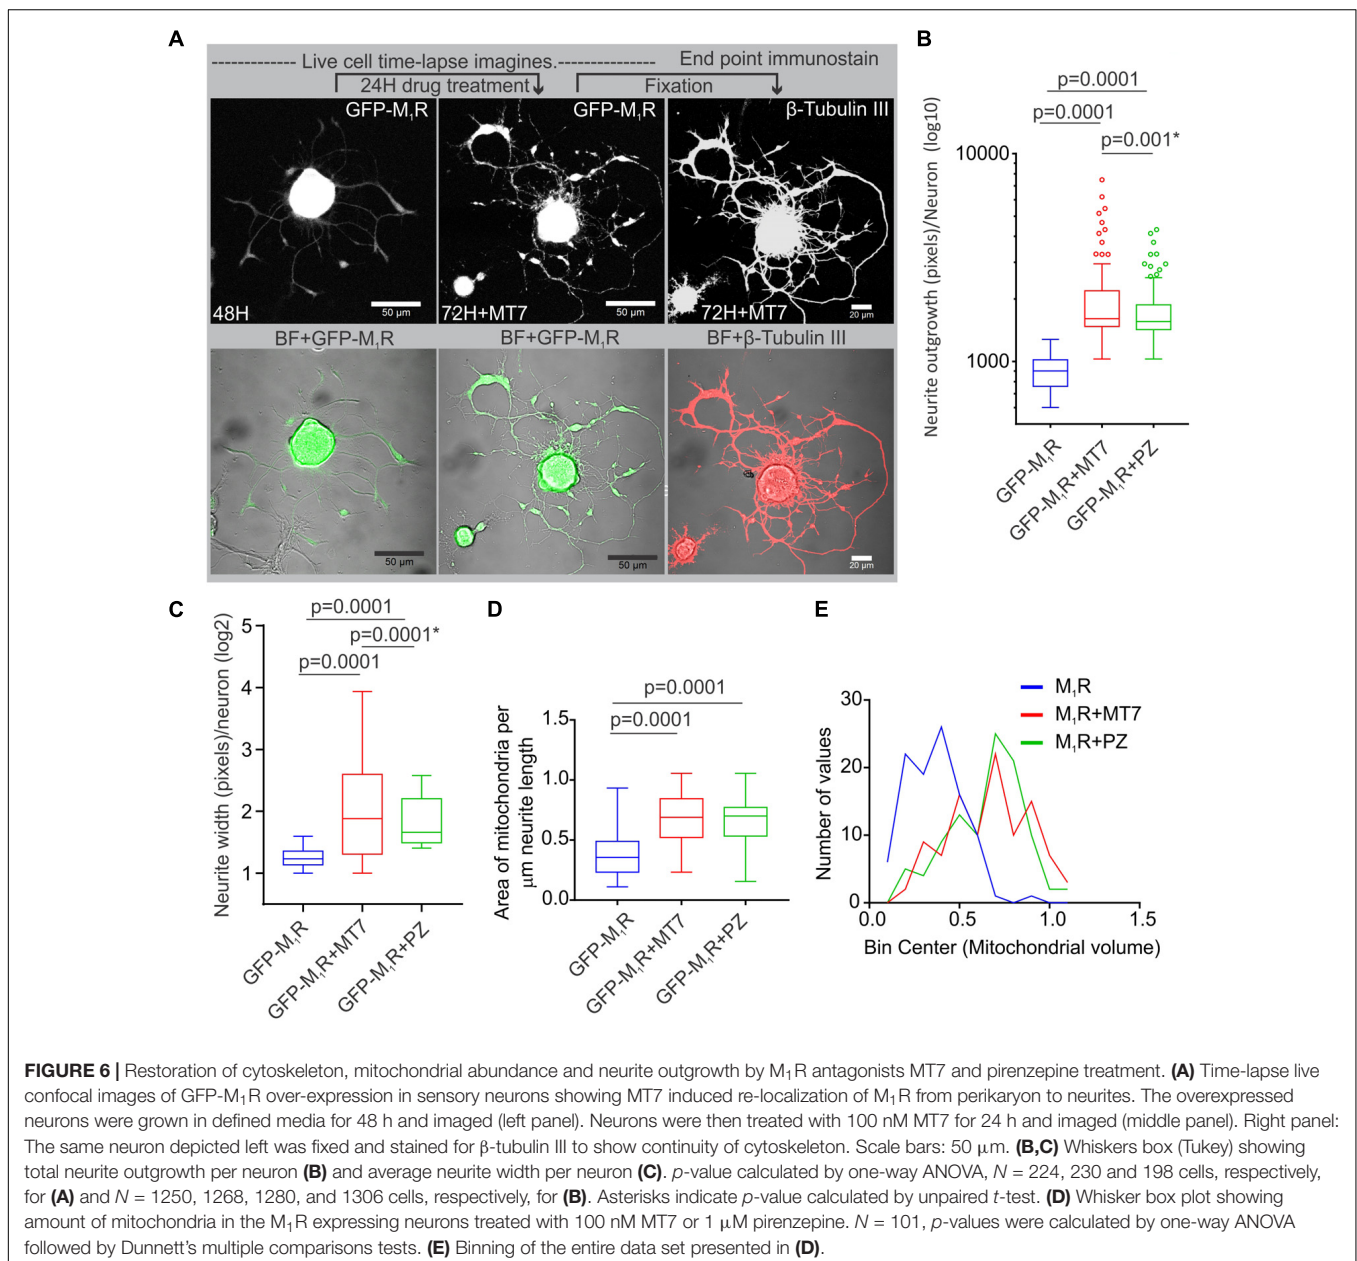 A
------------- Live cell time-lapse imagines.---------------
End point immunostain
24H drug treatment
Fixation
GFP-M₁R
GFP-M₁R
β-Tubulin III
48H
50 µm
72H+MT7
50 µm
72H+MT7
20 µm
BF+GFP-M₁R
BF+GFP-M₁R
BF+β-Tubulin III
50 µm
50 µm
20 µm
B
p=0.0001
p=0.0001
p=0.001*
Neurite outgrowth (pixels)/Neuron (log10)
10000
1000
GFP-M₁R
GFP-M₁R+MT7
GFP-M₁R+PZ
C
p=0.0001
p=0.0001*
p=0.0001
Neurite width (pixels)/neuron (log2)
5
4
3
2
1
GFP-M₁R
GFP-M₁R+MT7
GFP-M₁R+PZ
D
p=0.0001
p=0.0001
Area of mitochondria per
µm neurite length
1.5
1.0
0.5
0.0
GFP-M₁R
GFP-M₁R+MT7
GFP-M₁R+PZ
E
M₁R
M₁R+MT7
M₁R+PZ
Number of values
30
20
10
0
0.0
0.5
1.0
1.5
Bin Center (Mitochondrial volume)
FIGURE 6 | Restoration of cytoskeleton, mitochondrial abundance and neurite outgrowth by M₁R antagonists MT7 and pirenzepine treatment. (A) Time-lapse live
confocal images of GFP-M₁R over-expression in sensory neurons showing MT7 induced re-localization of M₁R from perikaryon to neurites. The overexpressed
neurons were grown in defined media for 48 h and imaged (left panel). Neurons were then treated with 100 nM MT7 for 24 h and imaged (middle panel). Right panel:
The same neuron depicted left was fixed and stained for β-tubulin III to show continuity of cytoskeleton. Scale bars: 50 µm. (B,C) Whiskers box (Tukey) showing
total neurite outgrowth per neuron (B) and average neurite width per neuron (C). p-value calculated by one-way ANOVA, N = 224, 230 and 198 cells, respectively,
for (A) and N = 1250, 1268, 1280, and 1306 cells, respectively, for (B). Asterisks indicate p-value calculated by unpaired t-test. (D) Whisker box plot showing
amount of mitochondria in the M₁R expressing neurons treated with 100 nM MT7 or 1 µM pirenzepine. N = 101, p-values were calculated by one-way ANOVA
followed by Dunnett's multiple comparisons tests. (E) Binning of the entire data set presented in (D).